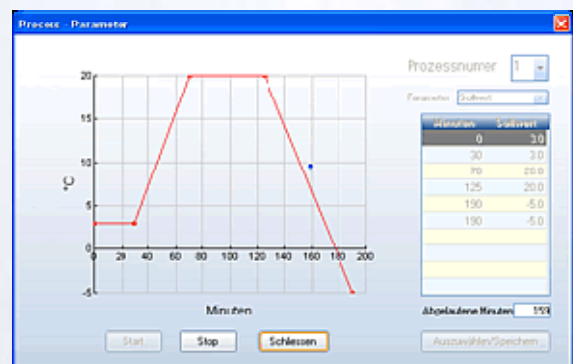 Process - Parameter
Prozessnumer 1
Parameter Sollwert
Minuten Sollwert
0 3.0
30 3.0
70 20.0
125 20.0
190 -5.0
190 -5.0
20
15
10
5
0
-5
°C
0 20 40 60 80 100 120 140 160 180 200
Minuten
Abgelaufene Minuten 159
Start Stop Schliessen Auszuwählen/Speichern